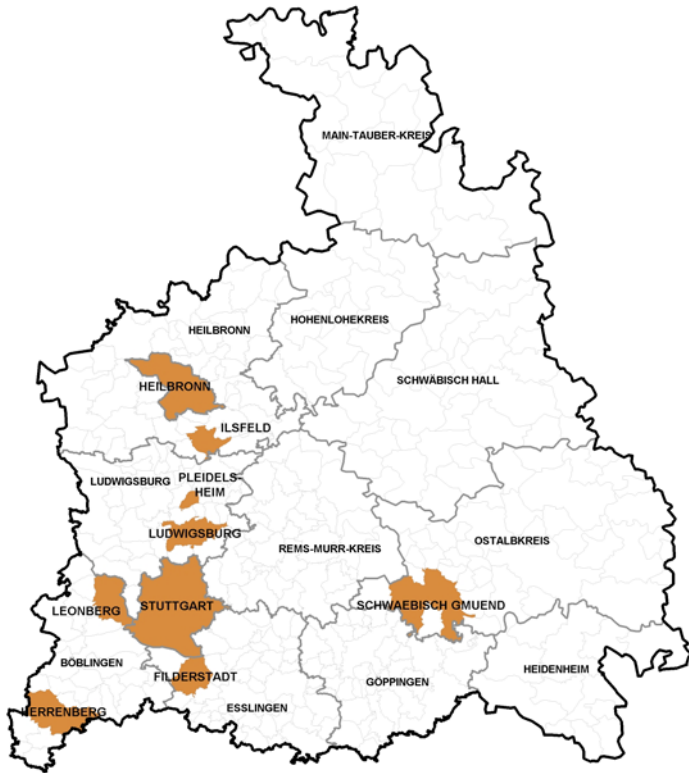 MAIN-TAUBER-KREIS
HOHENLOHEKREIS
HEILBRONN
SCHWÄBISCH HALL
HEILBRONN
ILSFELD
LUDWIGSBURG
PLEIDELS-
HEIM
LUDWIGSBURG
REMS-MURR-KREIS
OSTALBKREIS
LEONBERG
STUTTGART
SCHWAEBISCH GMUEND
BÖBLINGEN
FILDERSTADT
GÖPPINGEN
HEIDENHEIM
HERRENBERG
ESSLINGEN